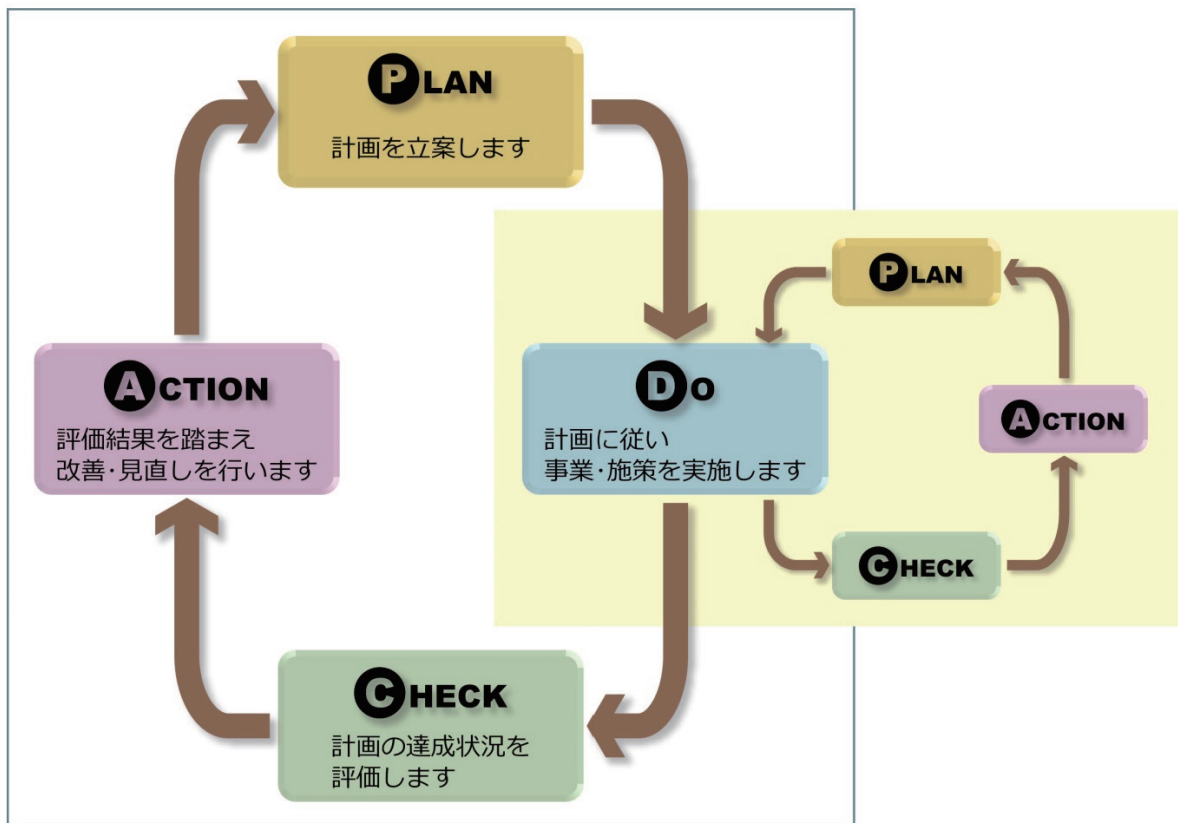 PLAN
計画を立案します
PLAN
ACTION
評価結果を踏まえ
改善・見直しを行います
DO
計画に従い
事業・施策を実施します
ACTION
CHECK
CHECK
計画の達成状況を
評価します